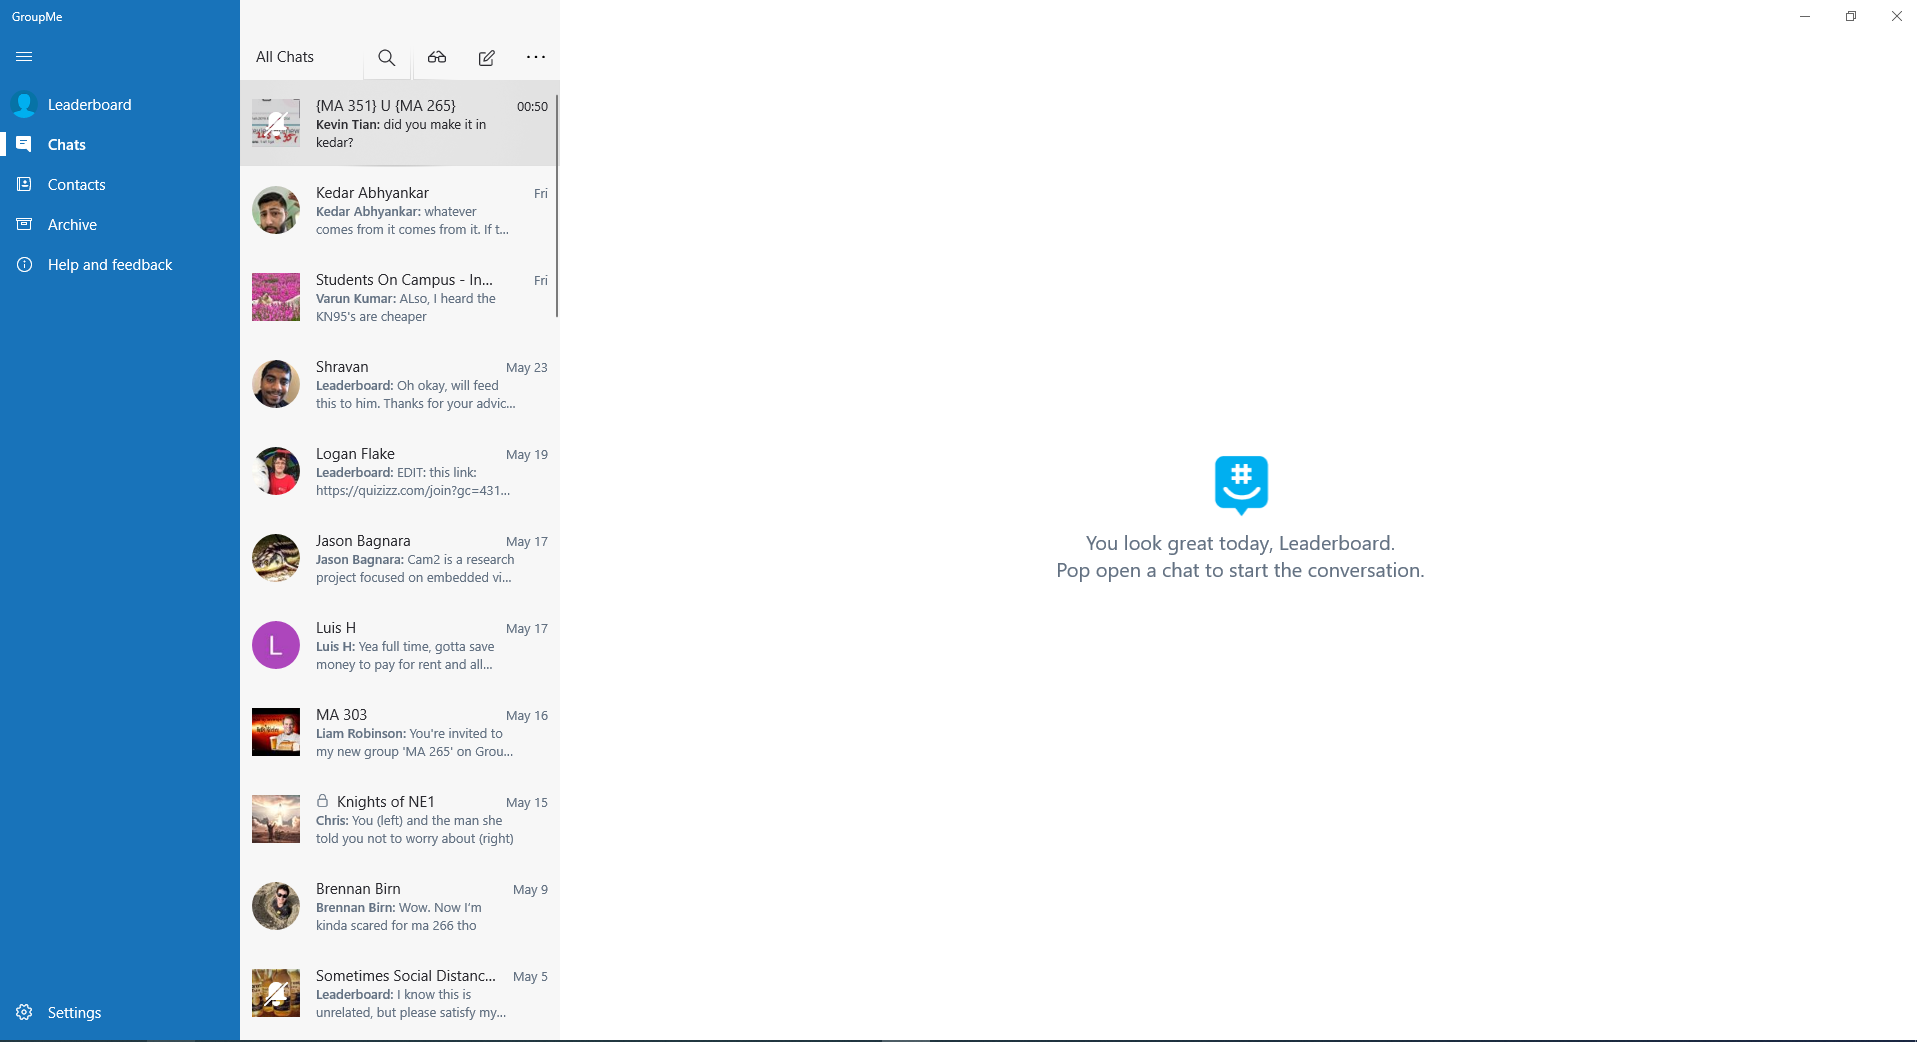 GroupMe
Leaderboard
Chats
Contacts
Archive
Help and feedback
Settings
All Chats
{MA 351} U {MA 265} 00:50
Kevin Tian: did you make it in
kedar?
Kedar Abhyankar Fri
Kedar Abhyankar: whatever
comes from it comes from it. If t...
Students On Campus - In... Fri
Varun Kumar: ALso, I heard the
KN95's are cheaper
Shravan May 23
Leaderboard: Oh okay, will feed
this to him. Thanks for your advic...
Logan Flake May 19
Leaderboard: EDIT: this link:
https://quizizz.com/join?gc=431...
Jason Bagnara May 17
Jason Bagnara: Cam2 is a research
project focused on embedded vi...
L
Luis H May 17
Luis H: Yea full time, gotta save
money to pay for rent and all...
MA 303 May 16
Liam Robinson: You're invited to
my new group 'MA 265' on Grou...
Knights of NE1 May 15
Chris: You (left) and the man she
told you not to worry about (right)
Brennan Birn May 9
Brennan Birn: Wow. Now I'm
kinda scared for ma 266 tho
Sometimes Social Distanc... May 5
Leaderboard: I know this is
unrelated, but please satisfy my...
#
You look great today, Leaderboard.
Pop open a chat to start the conversation.